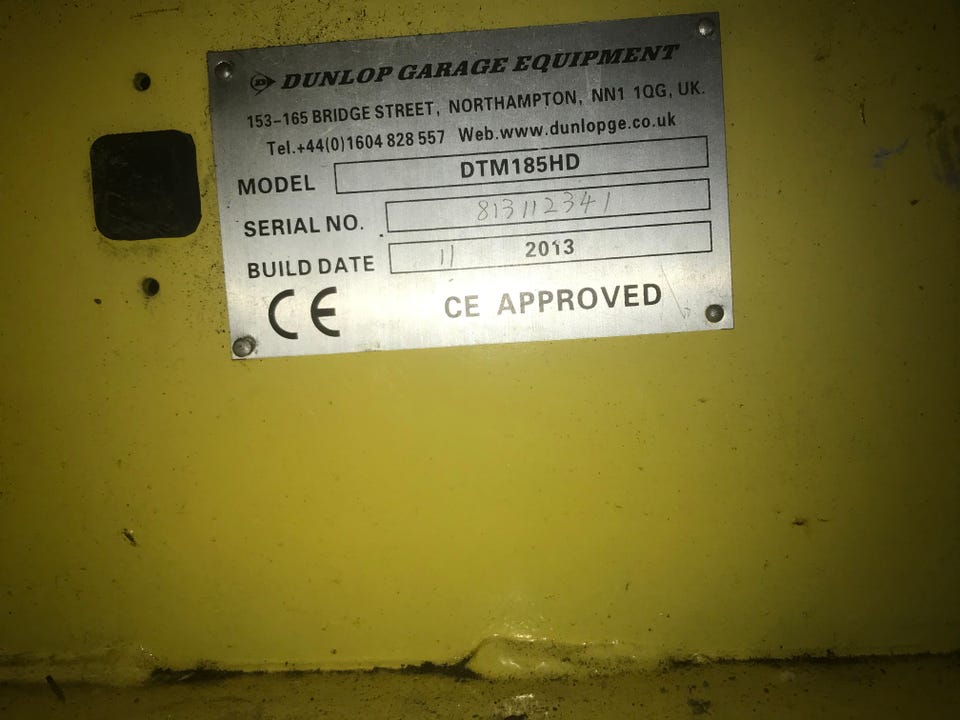 DUNLOP GARAGE EQUIPMENT
153-165 BRIDGE STREET, NORTHAMPTON, NN1 1QG, UK.
Tel.+44(0)1604 828 557 Web.www.dunlopge.co.uk
MODEL DTM185HD
SERIAL NO. 813112341
BUILD DATE 11 2013
CE CE APPROVED